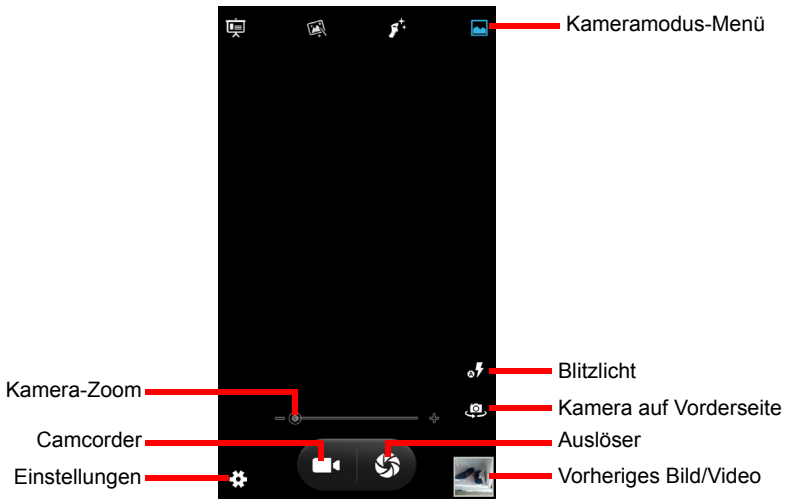 Kameramodus-Menü
Blitzlicht
Kamera-Zoom
Kamera auf Vorderseite
Camcorder
Auslöser
Einstellungen
Vorheriges Bild/Video